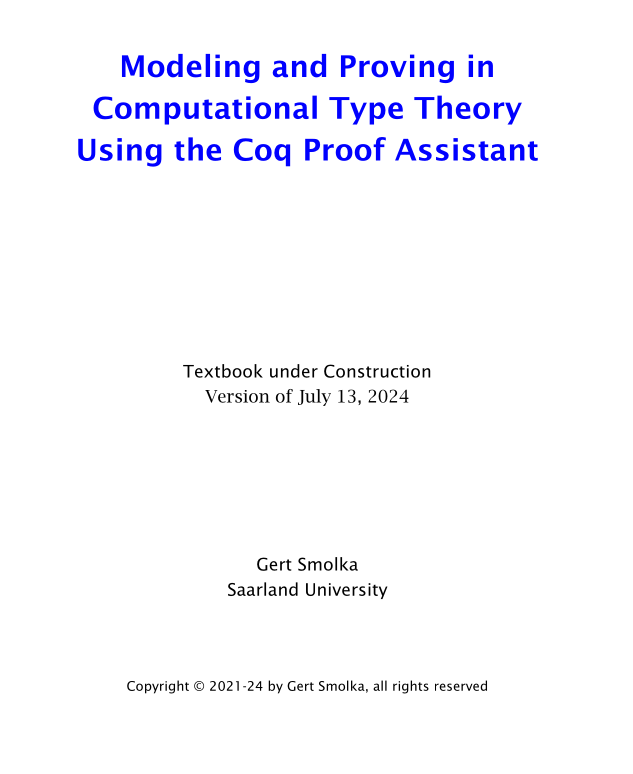 Modeling and Proving in
Computational Type Theory
Using the Coq Proof Assistant
Textbook under Construction
Version of July 13, 2024
Gert Smolka
Saarland University
Copyright © 2021-24 by Gert Smolka, all rights reserved